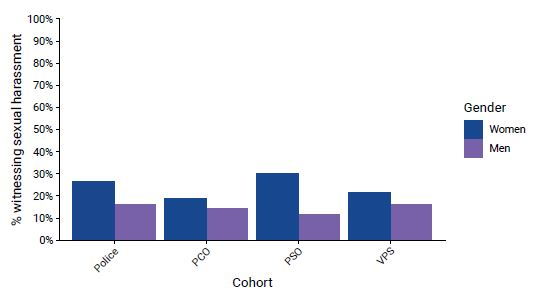 % witnessing sexual harassment
100%
90%
80%
70%
60%
50%
40%
30%
20%
10%
0%
Police
PCO
PSO
VPS
Cohort
Gender
Women
Men